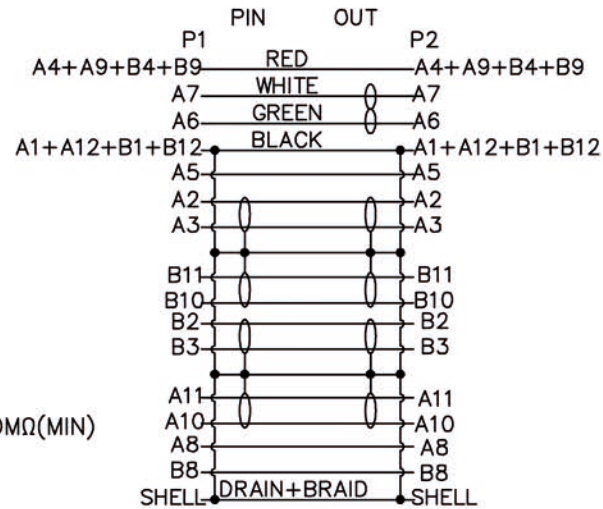 PIN OUT
P1 P2
A4+A9+B4+B9 RED A4+A9+B4+B9
A7 WHITE A7
A6 GREEN A6
A1+A12+B1+B12 BLACK A1+A12+B1+B12
A5 A5
A2 A2
A3 A3
B11 B11
B10 B10
B2 B2
B3 B3
A11 A11
A10 A10
MΩ(MIN)
A8 A8
B8 B8
SHELL DRAIN+BRAID SHELL